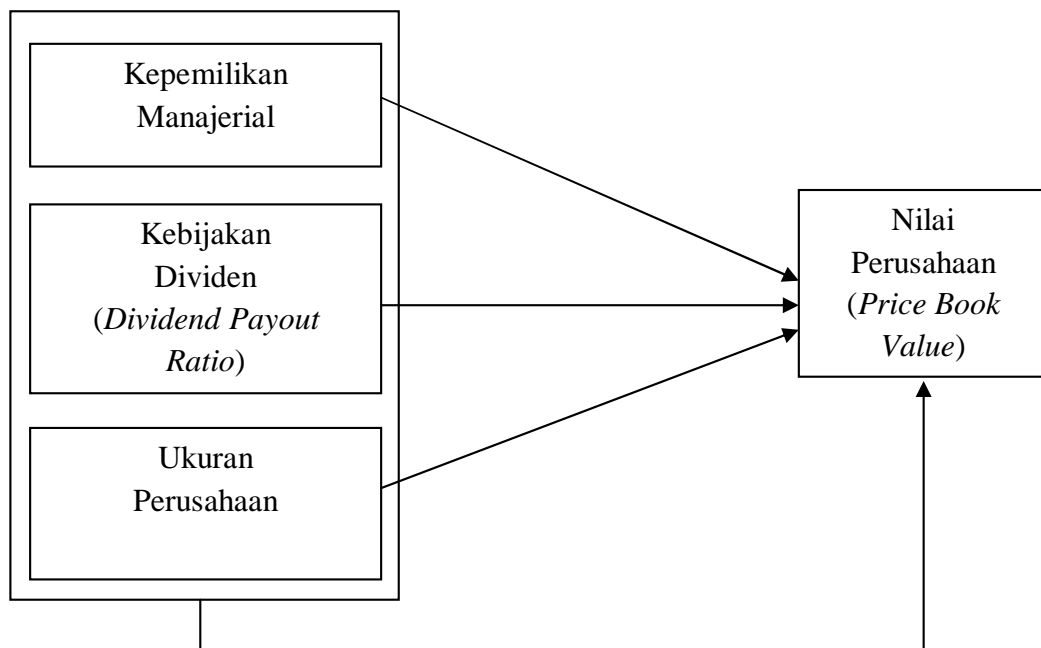 Kepemilikan
Manajerial
Kebijakan
Dividen
(Dividend Payout
Ratio)
Ukuran
Perusahaan
Nilai
Perusahaan
(Price Book
Value)